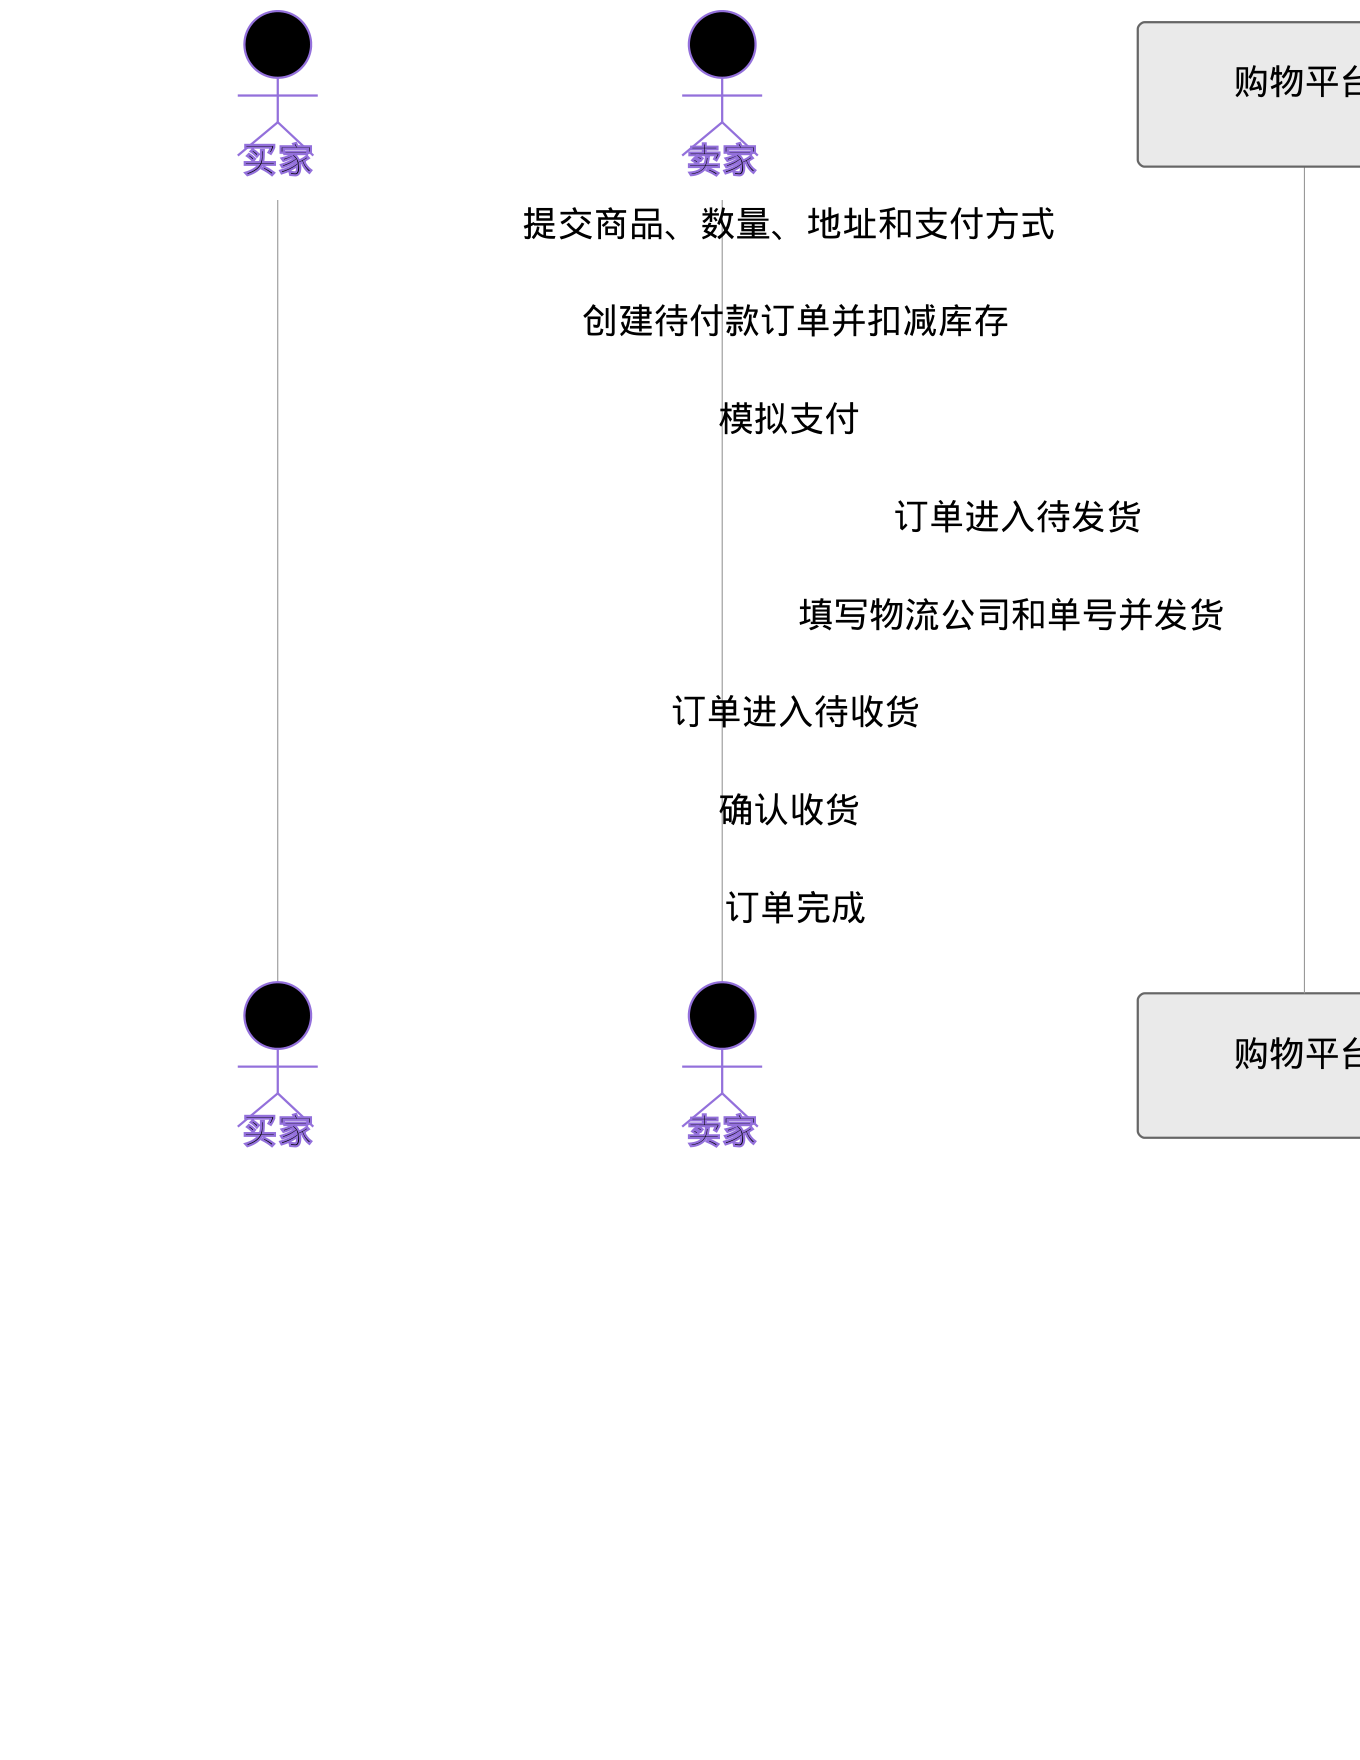 买家
卖家
购物平台
提交商品、数量、地址和支付方式
创建待付款订单并扣减库存
模拟支付
订单进入待发货
填写物流公司和单号并发货
订单进入待收货
确认收货
订单完成
买家
卖家
购物平台